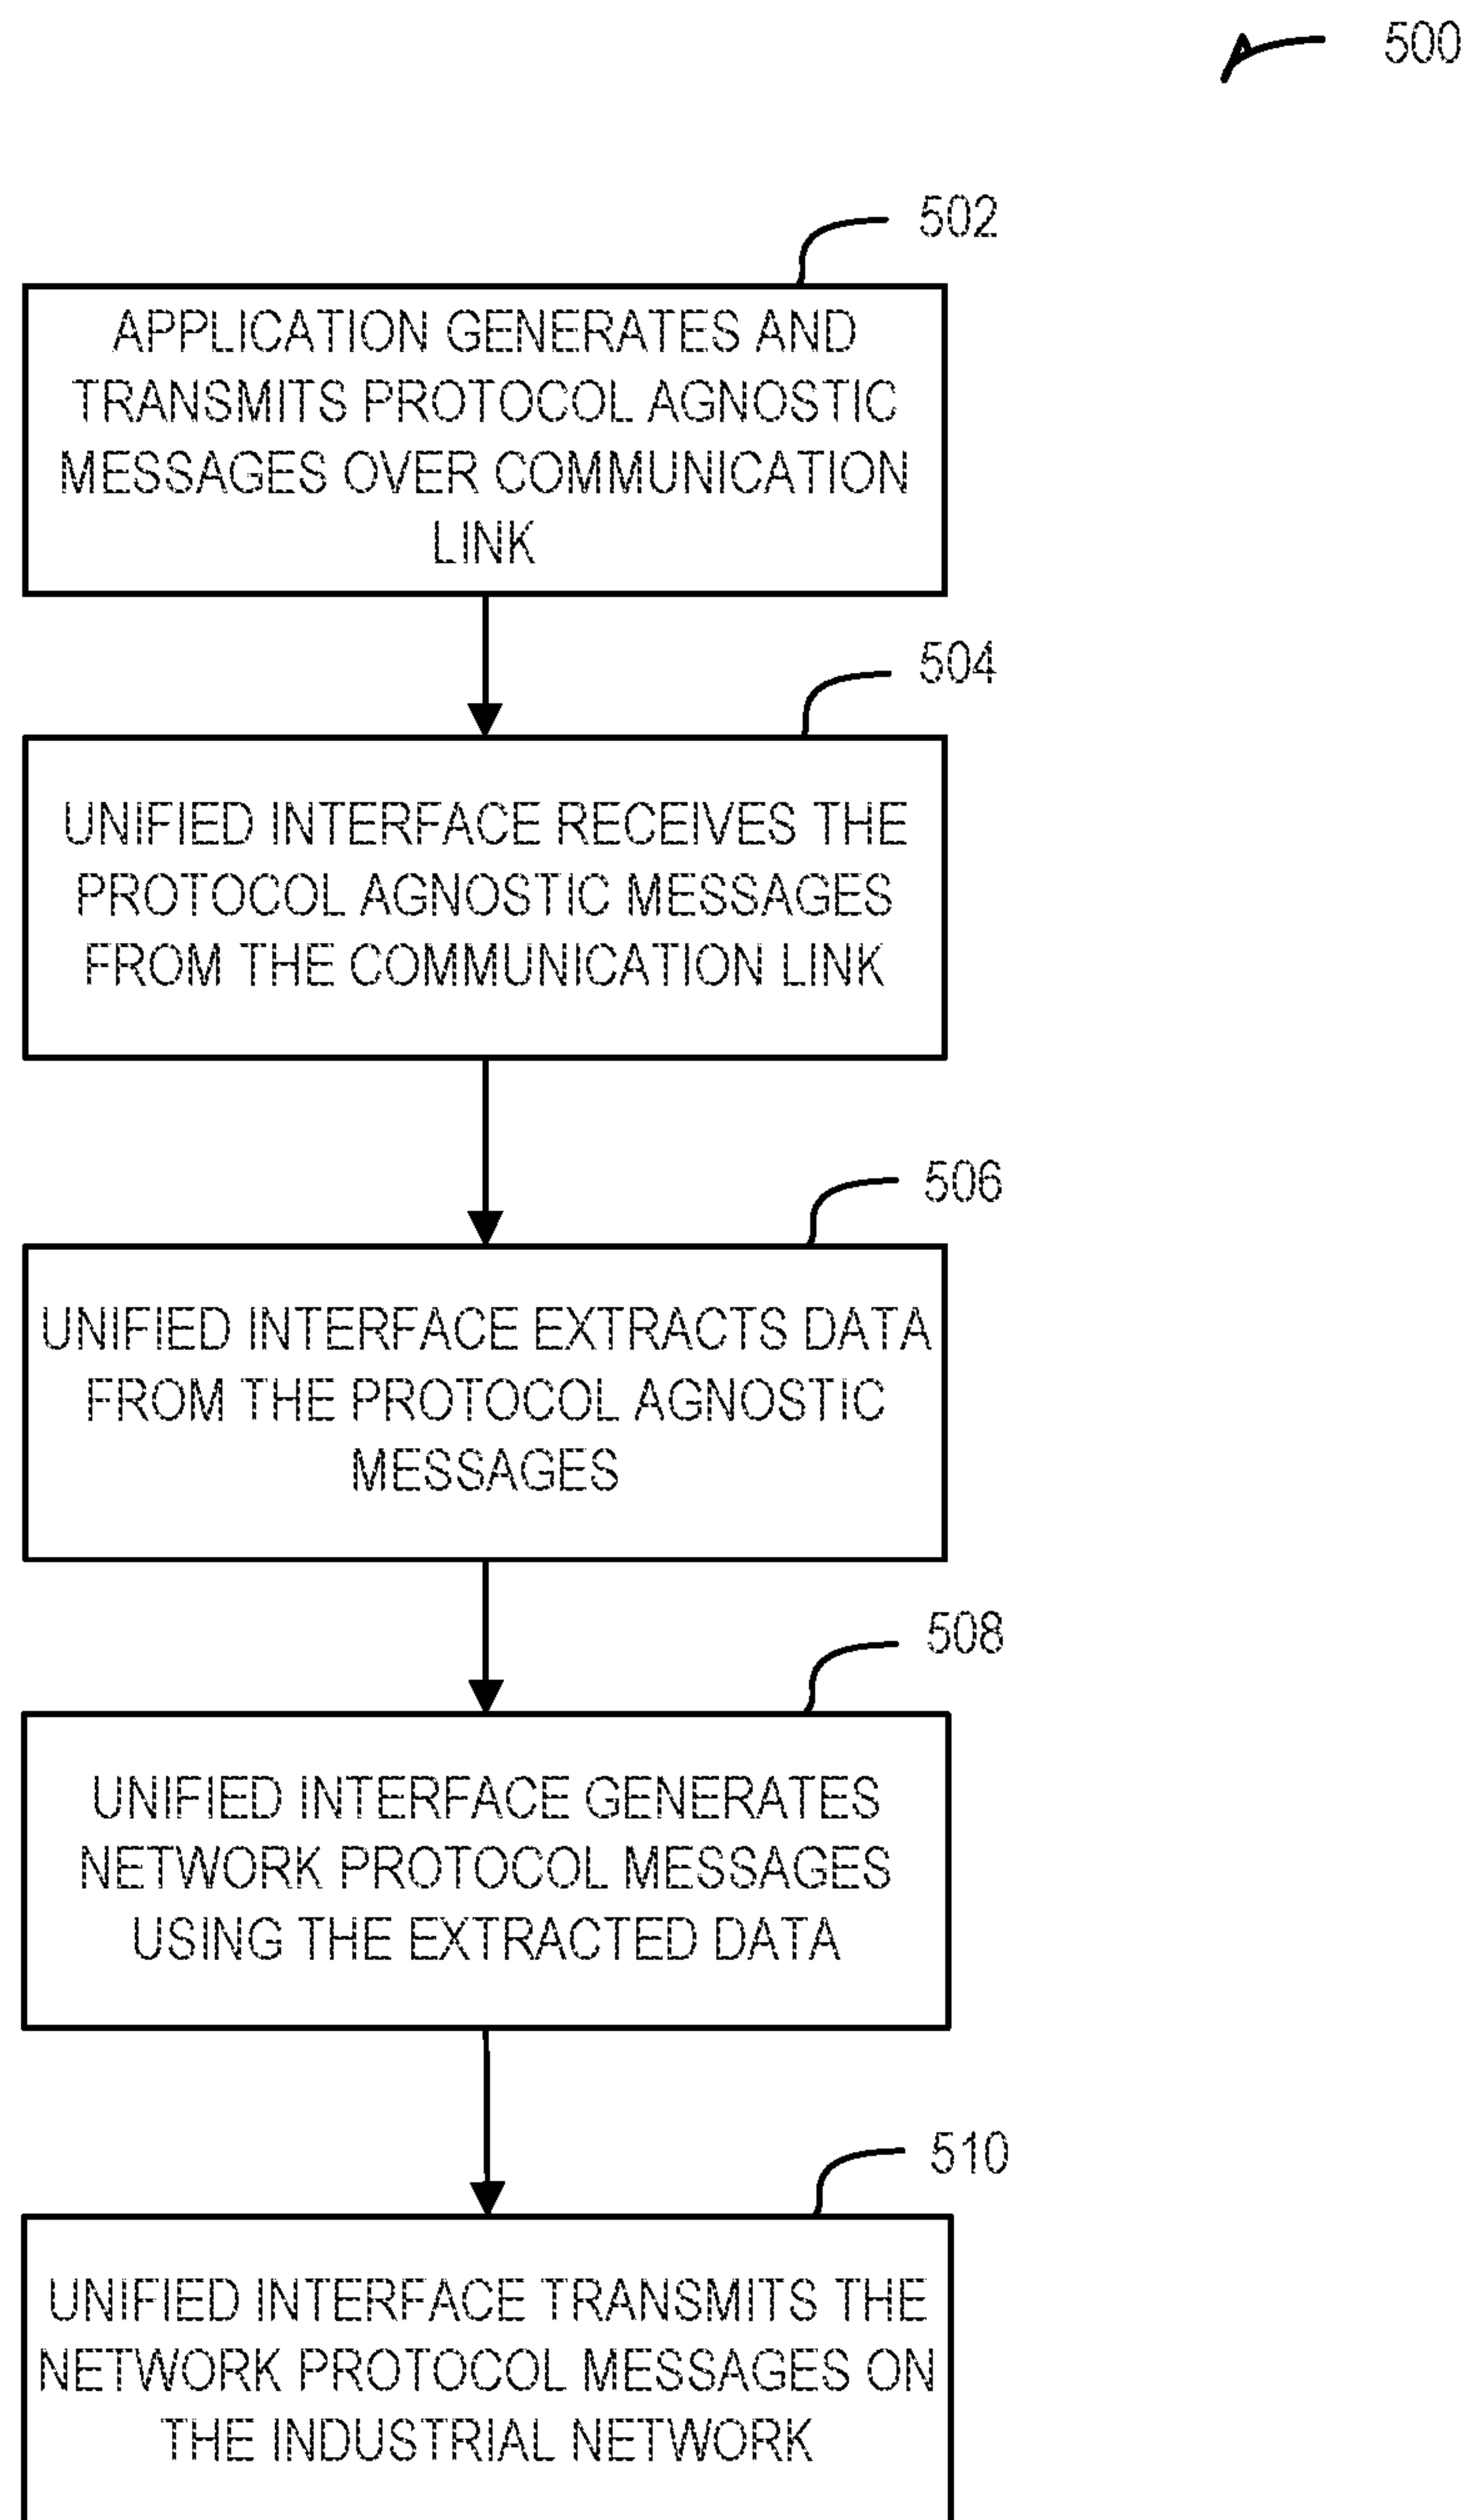 500
502
APPLICATION GENERATES AND
TRANSMITS PROTOCOL AGNOSTIC
MESSAGES OVER COMMUNICATION
LINK
504
UNIFIED INTERFACE RECEIVES THE
PROTOCOL AGNOSTIC MESSAGES
FROM THE COMMUNICATION LINK
506
UNIFIED INTERFACE EXTRACTS DATA
FROM THE PROTOCOL AGNOSTIC
MESSAGES
508
UNIFIED INTERFACE GENERATES
NETWORK PROTOCOL MESSAGES
USING THE EXTRACTED DATA
510
UNIFIED INTERFACE TRANSMITS THE
NETWORK PROTOCOL MESSAGES ON
THE INDUSTRIAL NETWORK